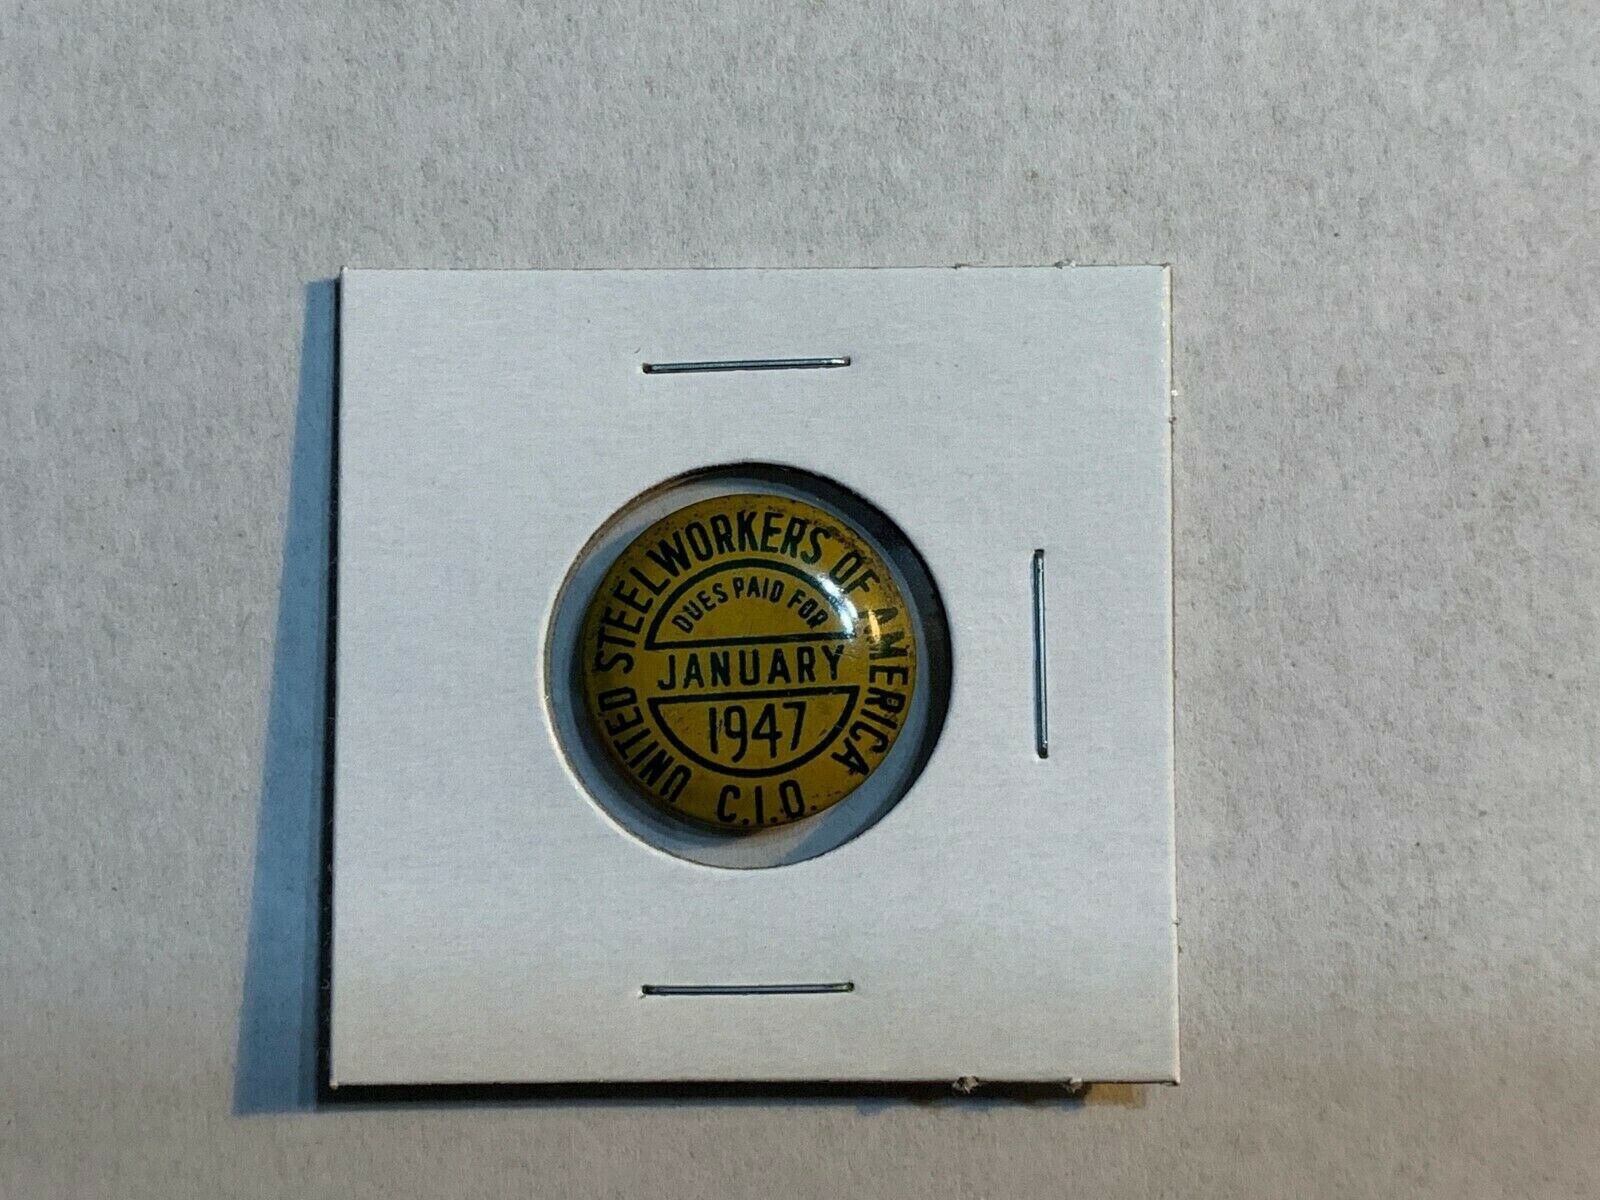 UNITED STEELWORKERS OF AMERICA
DUES PAID FOR
JANUARY
1947
C.I.O.